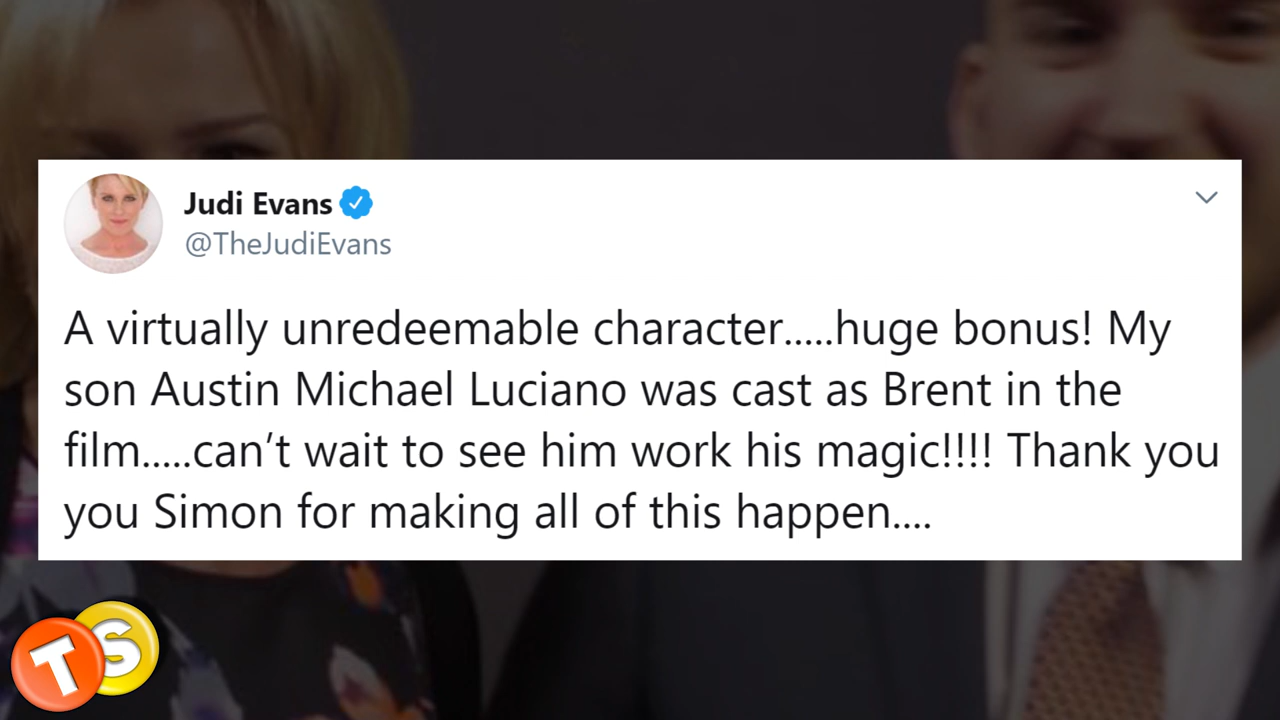 Judi Evans
@TheJudiEvans
A virtually unredeemable character.....huge bonus! My
son Austin Michael Luciano was cast as Brent in the
film.....can’t wait to see him work his magic!!!! Thank you
you Simon for making all of this happen....
TS